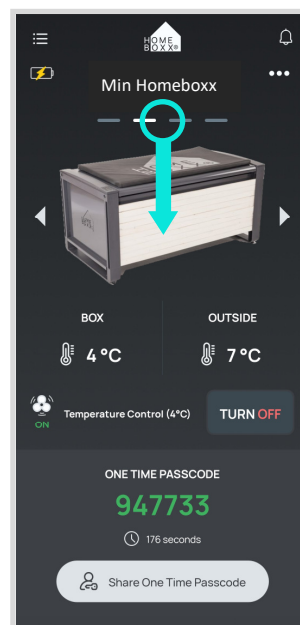 HOME
BOXX®
Min Homeboxx
BOX
OUTSIDE
4 °C
7 °C
ON
Temperature Control (4°C)
TURN OFF
ONE TIME PASSCODE
947733
176 seconds
Share One Time Passcode